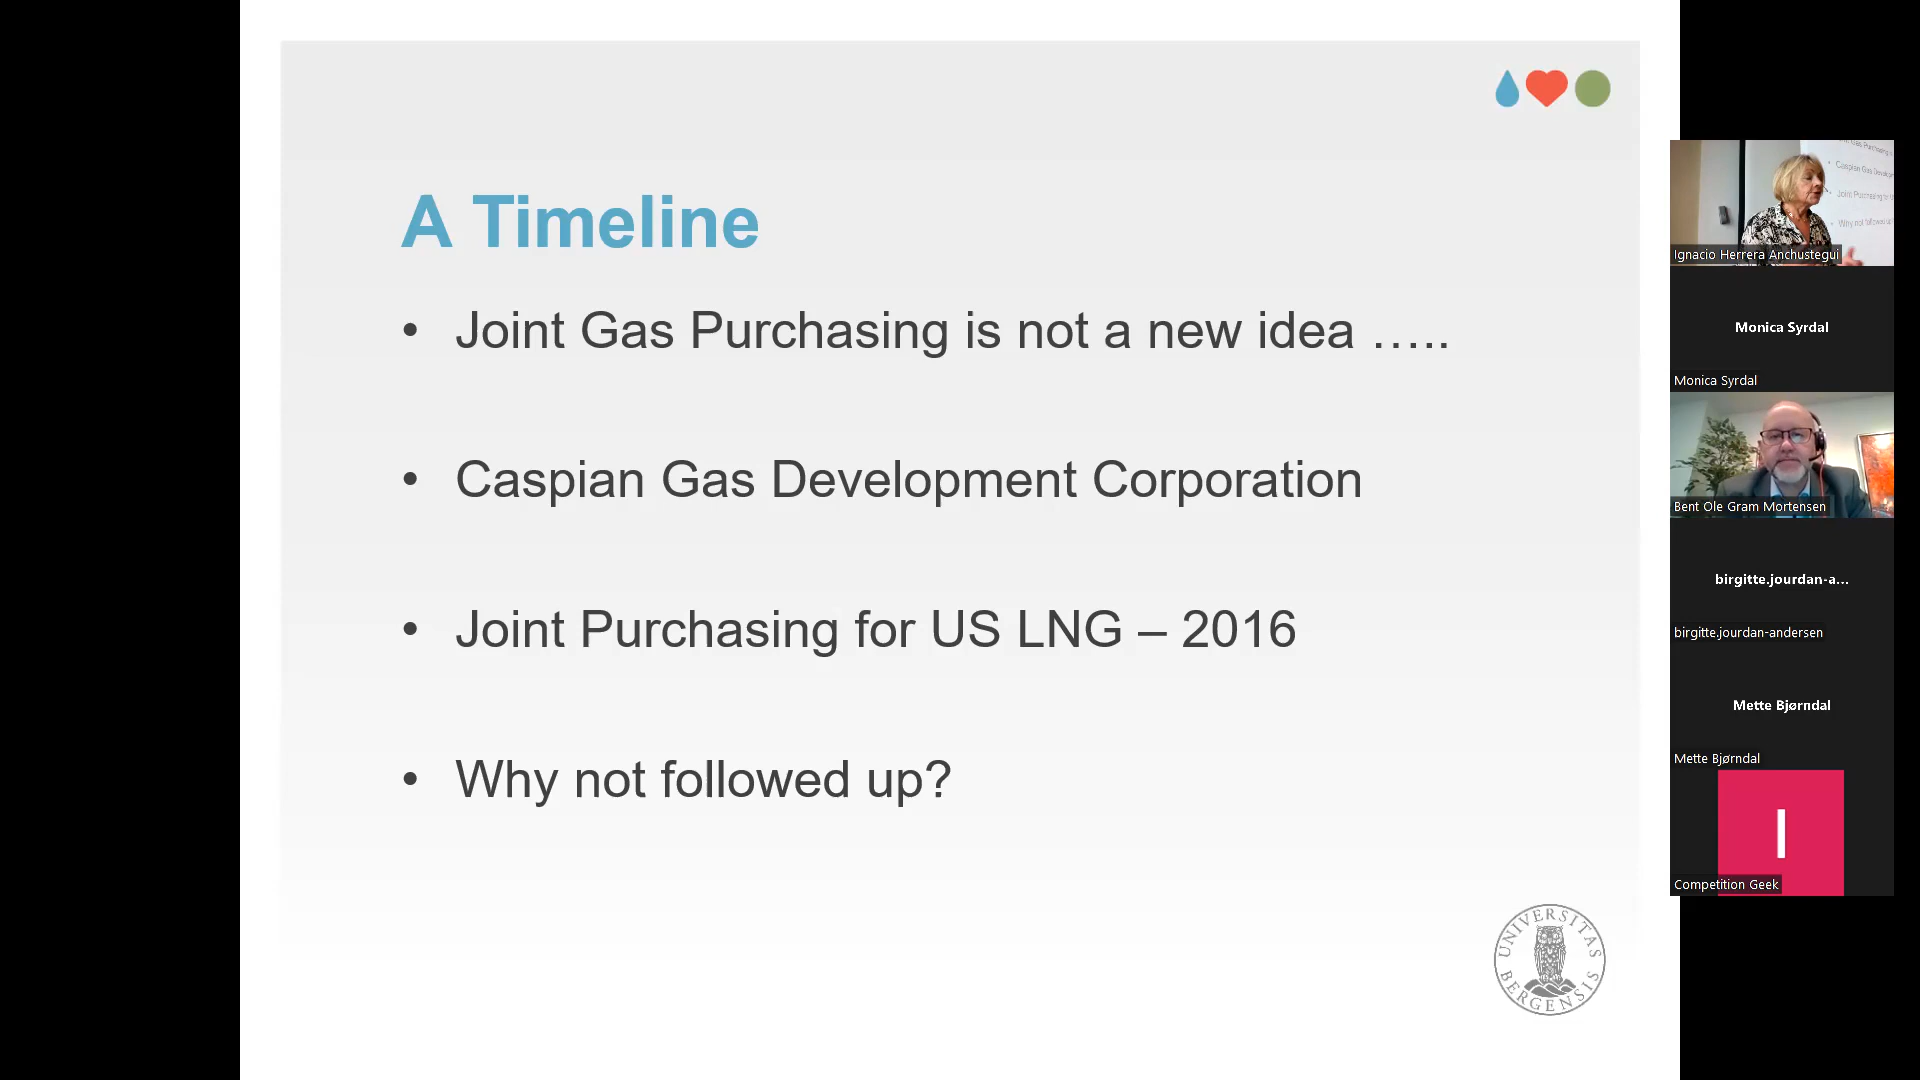 A Timeline
• Joint Gas Purchasing is not a new idea …..
• Caspian Gas Development Corporation
• Joint Purchasing for US LNG – 2016
• Why not followed up?
UNIVERSITAS BERGENSIS
Ignacio Herrera Anchustegui
Monica Syrdal
Monica Syrdal
Bent Ole Gram Mortensen
birgitte.jourdan-a...
birgitte.jourdan-andersen
Mette Bjørndal
Mette Bjørndal
I
Competition Geek